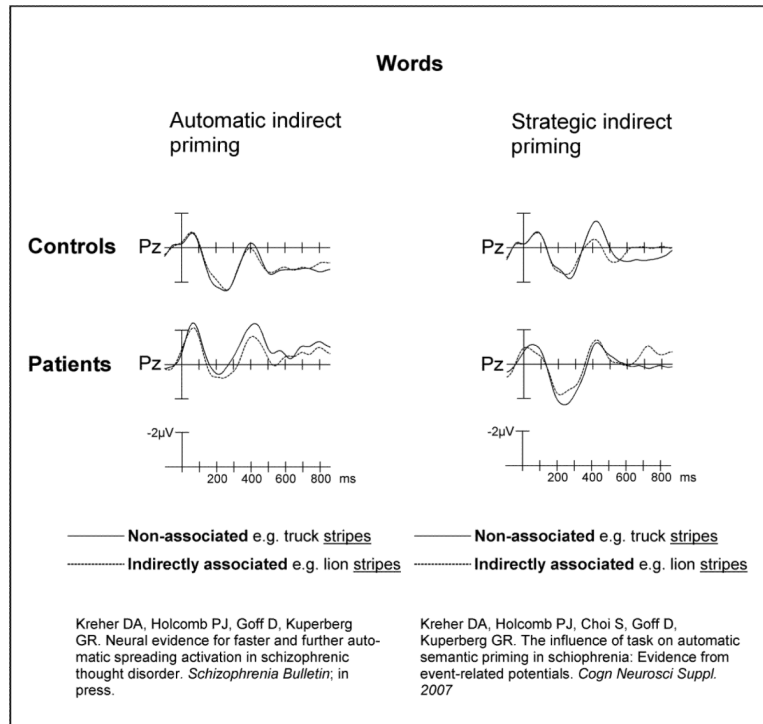 Words
Automatic indirect
priming
Strategic indirect
priming
Controls
Pz
Pz
Patients
Pz
Pz
-2µV
200 400 600 800 ms
-2µV
200 400 600 800 ms
Non-associated e.g. truck stripes
Indirectly associated e.g. lion stripes
Non-associated e.g. truck stripes
Indirectly associated e.g. lion stripes
Kreher DA, Holcomb PJ, Goff D, Kuperberg
GR. Neural evidence for faster and further auto-
matic spreading activation in schizophrenic
thought disorder. Schizophrenia Bulletin; in
press.
Kreher DA, Holcomb PJ, Choi S, Goff D,
Kuperberg GR. The influence of task on automatic
semantic priming in schiophrenia: Evidence from
event-related potentials. Cogn Neurosci Suppl.
2007